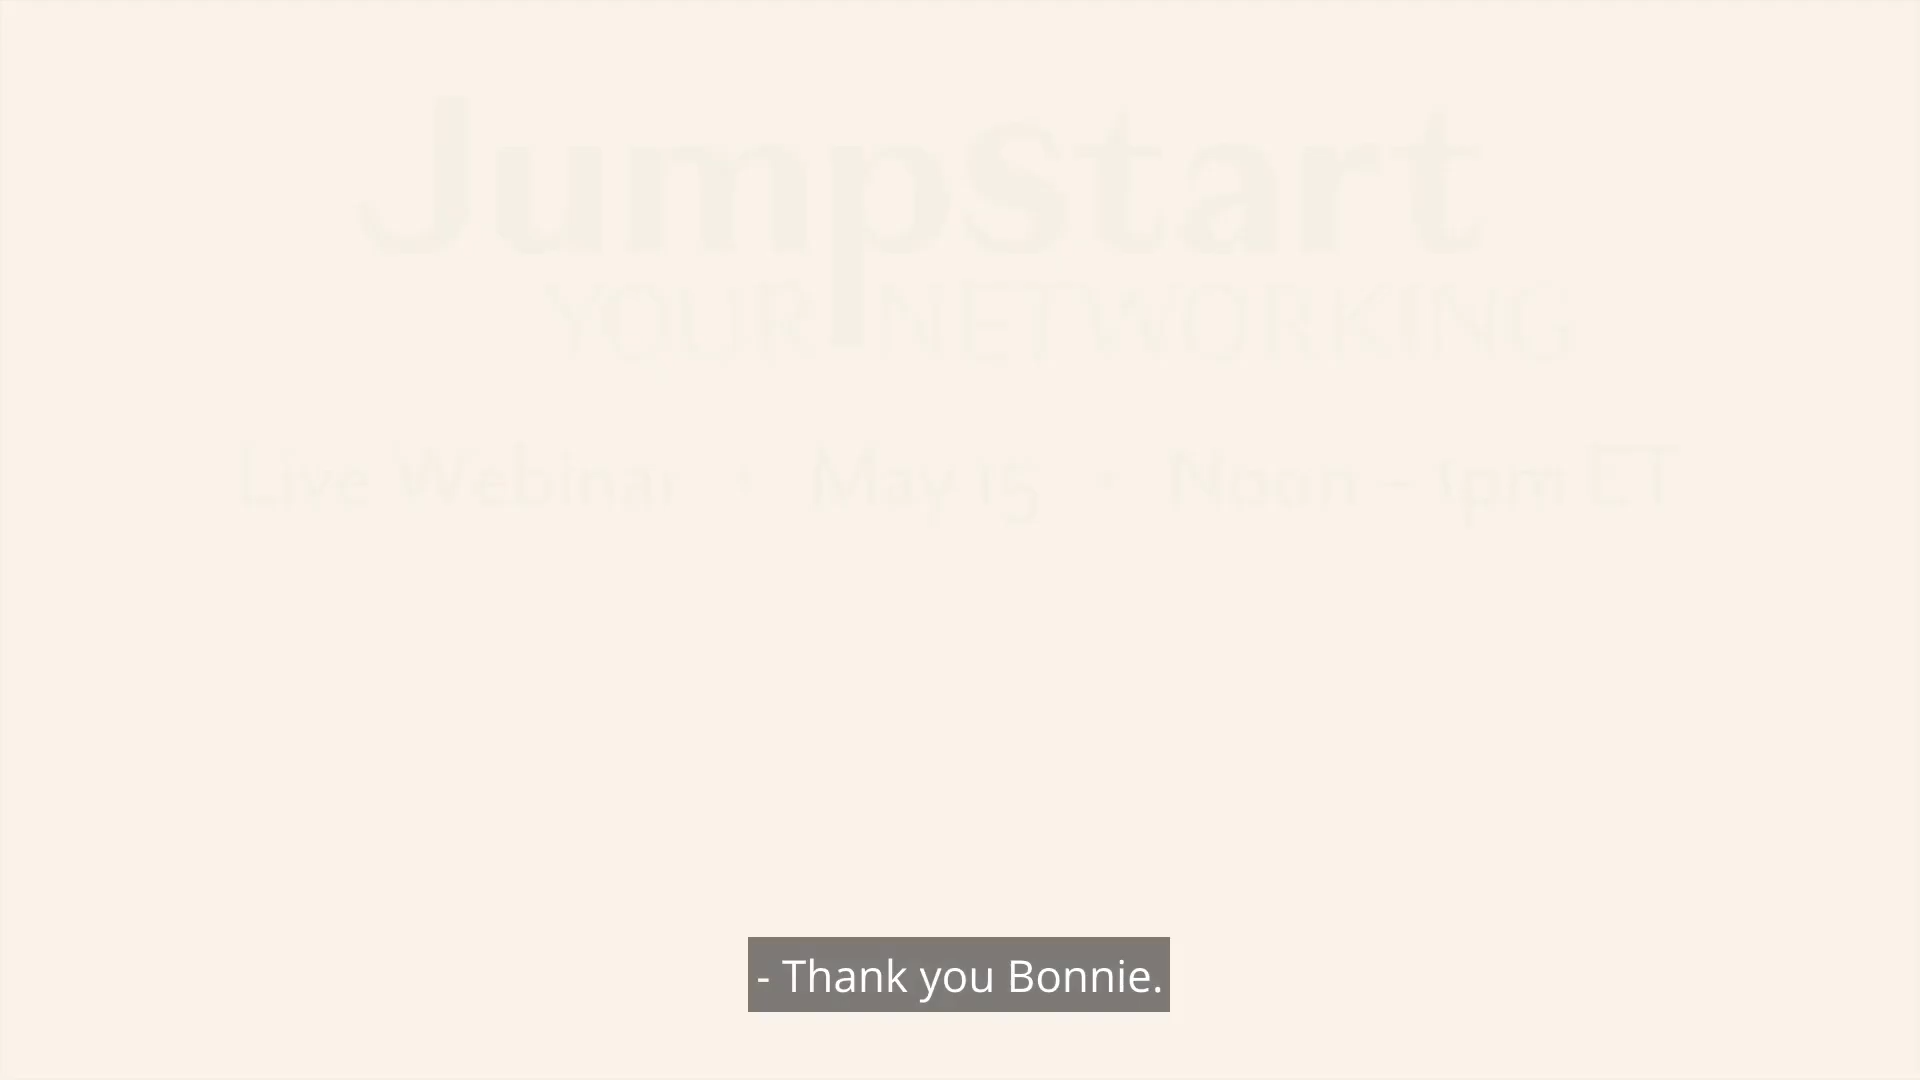 JumpStart
YOUR NETWORKING
Live Webinar • May 15 • Noon – 1pm ET
- Thank you Bonnie.